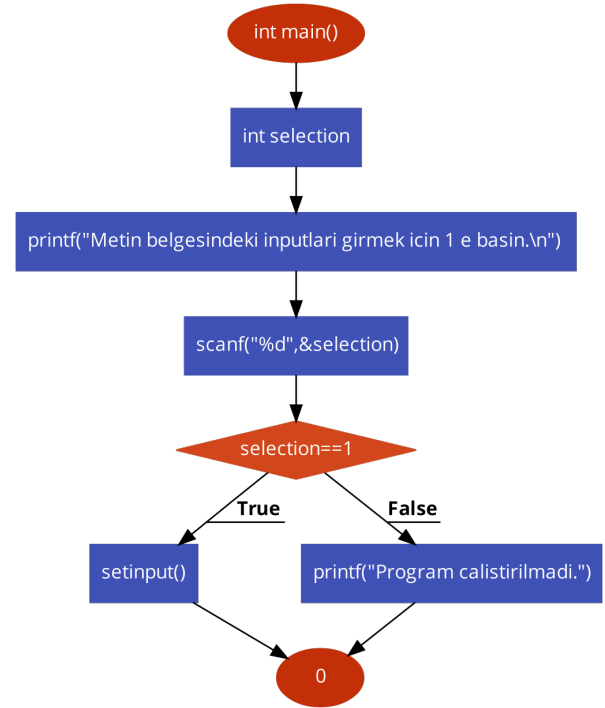 int main()
int selection
printf("Metin belgesindeki inputlari girmek icin 1 e basin.\n")
scanf("%d",&selection)
selection==1
True
False
setinput()
printf("Program calistirilmadi.")
0